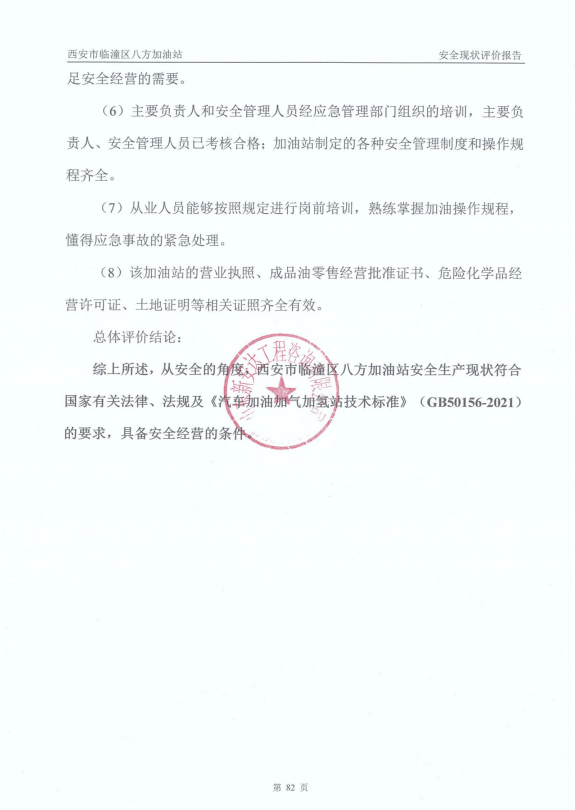 西安市临潼区八方加油站 安全现状评价报告
足安全经营的需要。
（6）主要负责人和安全管理人员经应急管理部门组织的培训，主要负
责人、安全管理人员已考核合格；加油站制定的各种安全管理制度和操作规
程齐全。
（7）从业人员能够按照规定进行岗前培训，熟练掌握加油操作规程，
懂得应急事故的紧急处理。
（8）该加油站的营业执照、成品油零售经营批准证书、危险化学品经
营许可证、土地证明等相关证照齐全有效。
总体评价结论：
综上所述，从安全的角度，西安市临潼区八方加油站安全生产现状符合
国家有关法律、法规及《汽车加油加气加氢站技术标准》（GB50156-2021）
的要求，具备安全经营的条件。
工程咨询有限
第 82 页